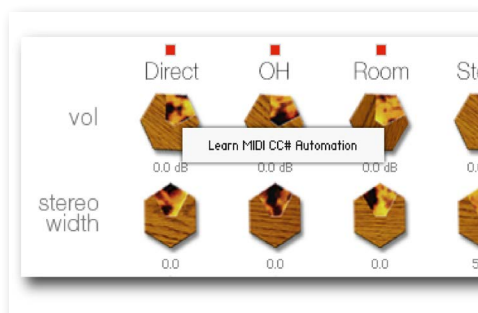 Direct OH Room
vol
Learn MIDI CC# Automation
0.0 dB 0.0 dB 0.0 dB
stereo
width
0.0 0.0 0.0